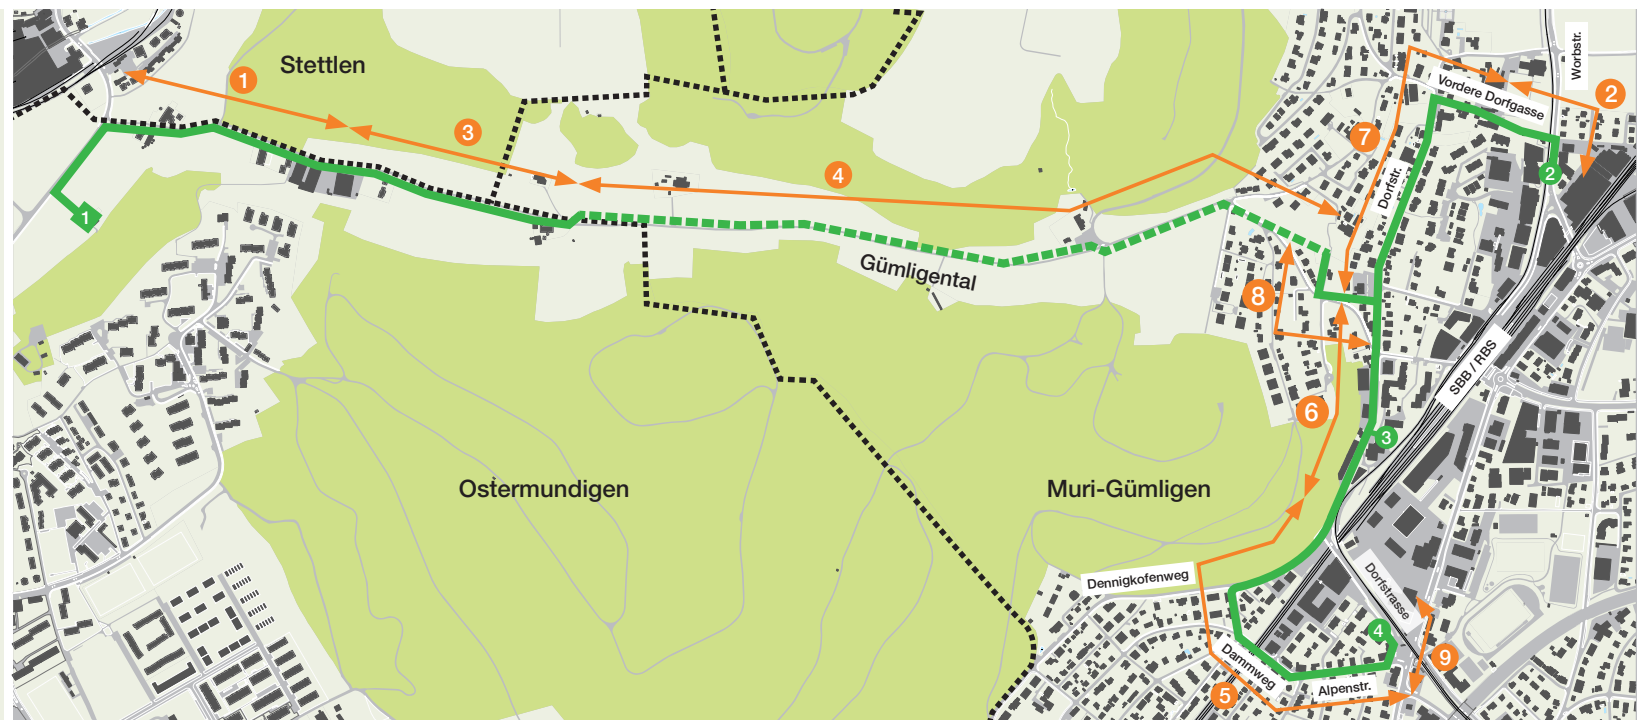 Stettlen
1
3
4
1
Gümligental
Worbstr.
Vordere Dorfgasse
2
7
2
Dorfstr.
8
SBB / RBS
6
3
Ostermundigen
Muri-Gümligen
Dennigkofenweg
Dorfstrasse
4
9
Dammweg
5
Alpenstr.